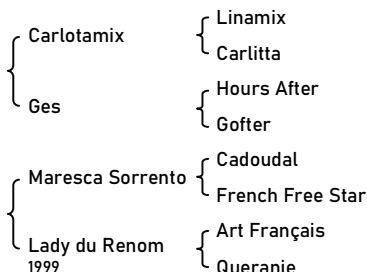 Linamix
Carlotamix
Carlitta
Hours After
Ges
Gofter
Cadoudal
Maresca Sorrento
French Free Star
Art Français
Lady du Renom
1999
Queranie